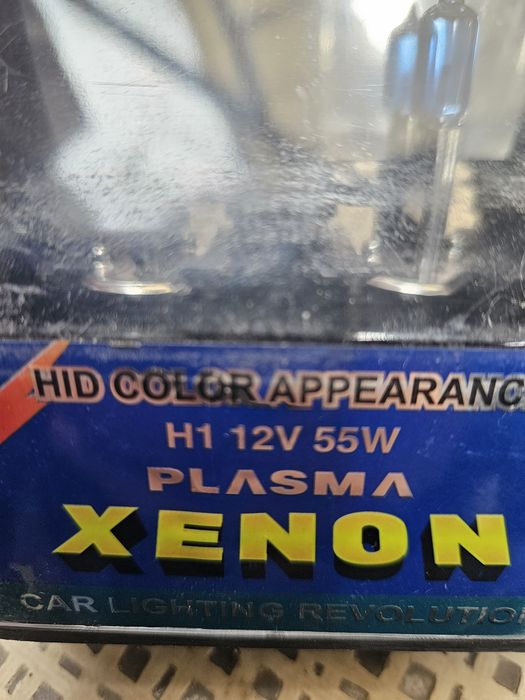 HID COLOR APPEARANC
H1 12V 55W
PLASMA
XENON
CAR LIGHTING REVOLUTIO